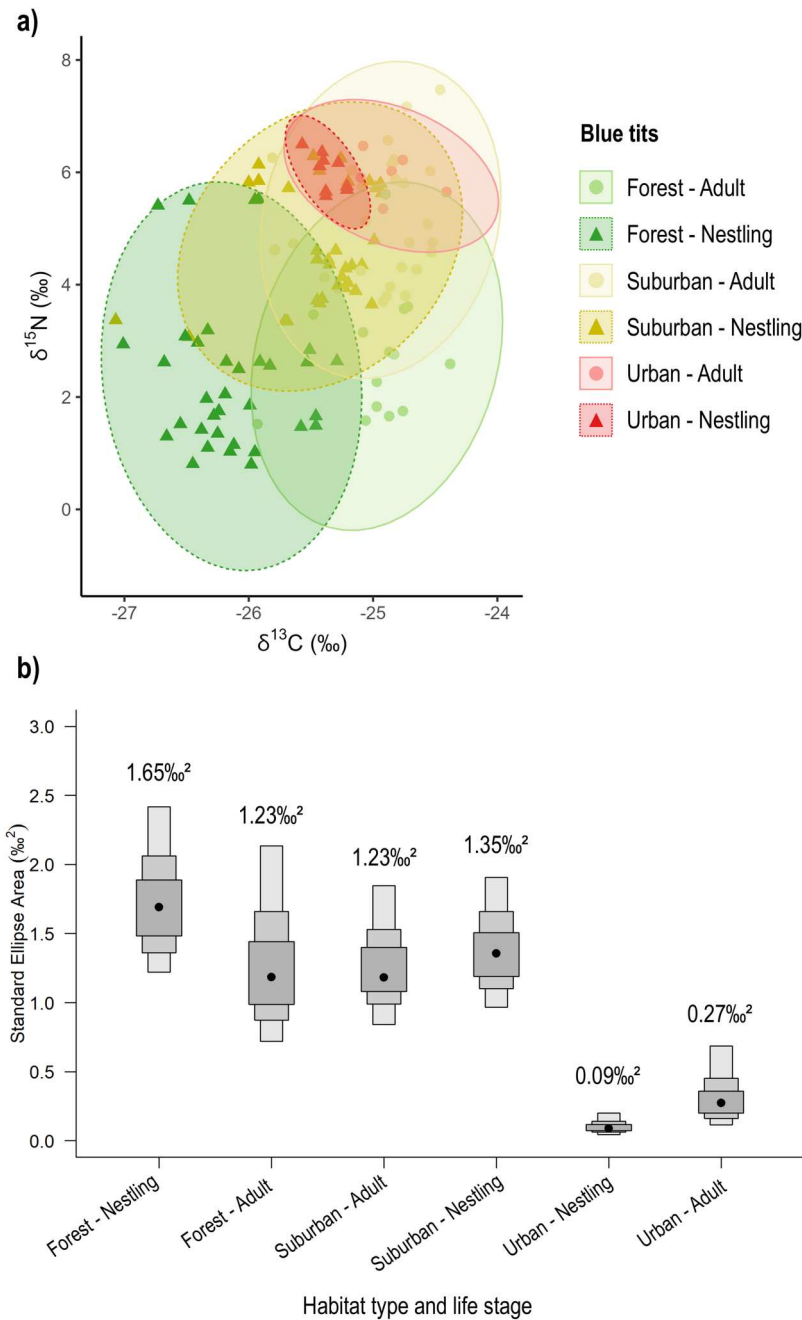 a)
8
6
4
2
0
δ¹⁵N (‰)
-27
-26
-25
-24
δ¹³C (‰)
Blue tits
Forest - Adult
Forest - Nestling
Suburban - Adult
Suburban - Nestling
Urban - Adult
Urban - Nestling
b)
3.0
2.5
2.0
1.5
1.0
0.5
0.0
Standard Ellipse Area (‰²)
1.65‰²
1.23‰²
1.23‰²
1.35‰²
0.09‰²
0.27‰²
Forest - Nestling
Forest - Adult
Suburban - Adult
Suburban - Nestling
Urban - Nestling
Urban - Adult
Habitat type and life stage